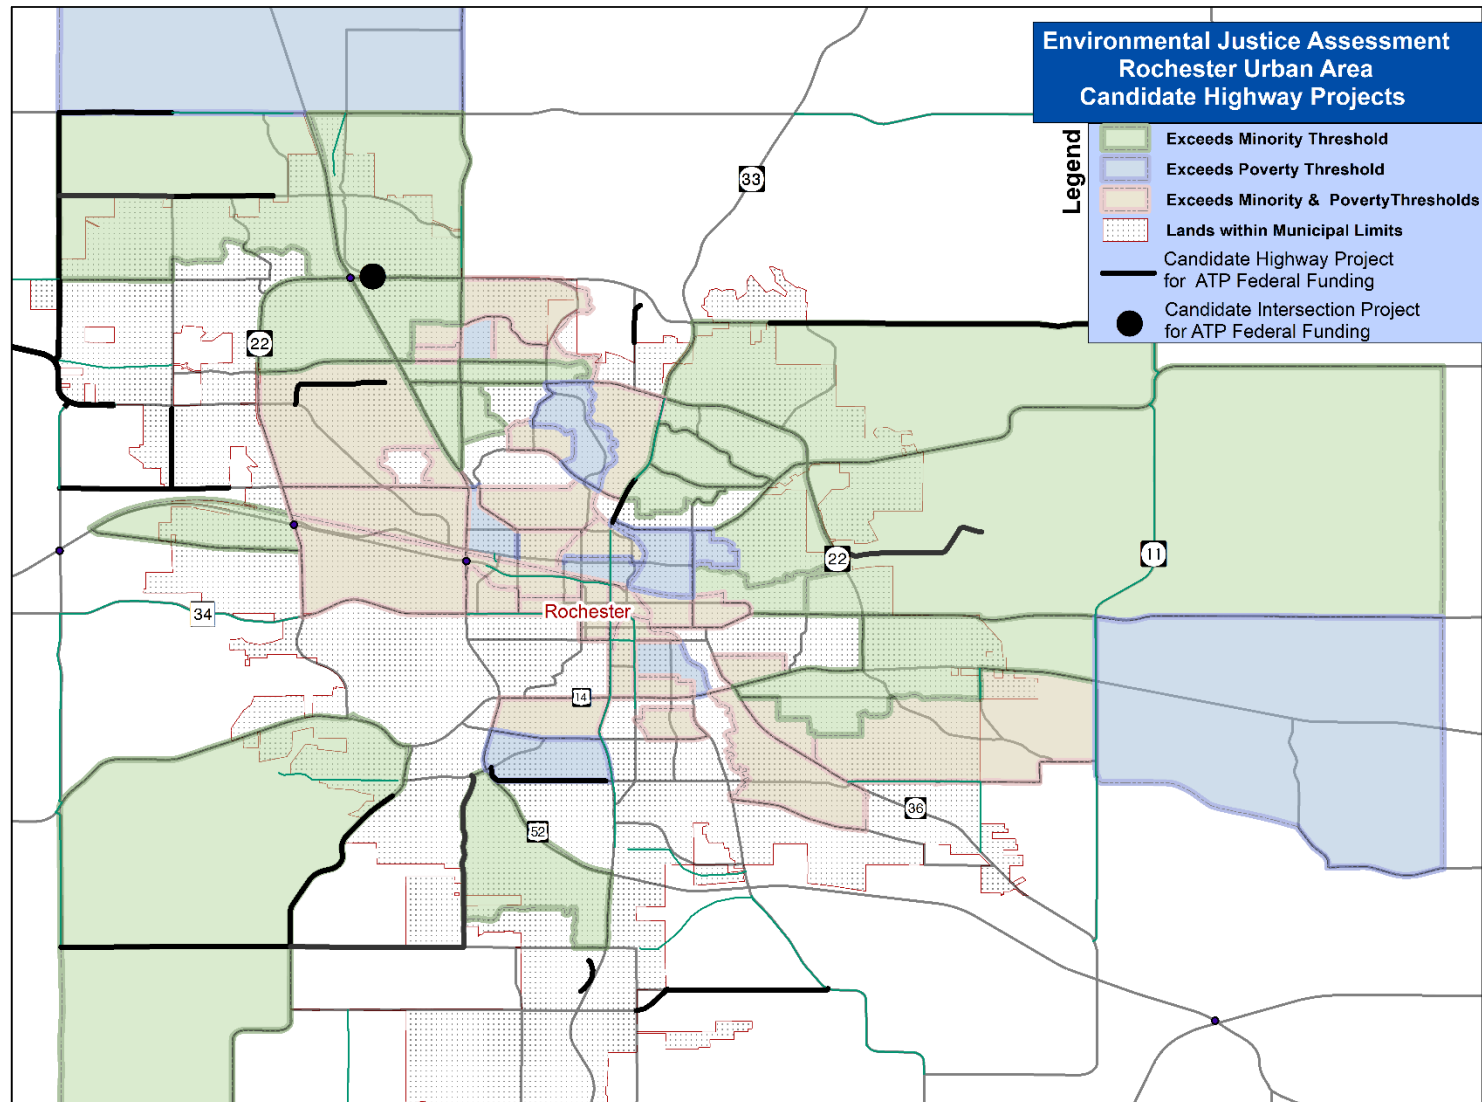 Environmental Justice Assessment
Rochester Urban Area
Candidate Highway Projects
Legend
Exceeds Minority Threshold
Exceeds Poverty Threshold
Exceeds Minority & PovertyThresholds
Lands within Municipal Limits
Candidate Highway Project
for ATP Federal Funding
Candidate Intersection Project
for ATP Federal Funding
33
22
22
11
34
Rochester
14
36
52